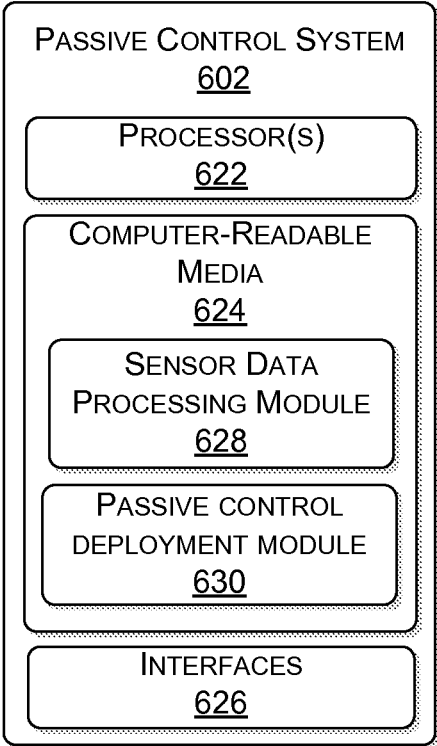 PASSIVE CONTROL SYSTEM
602
PROCESSOR(S)
622
COMPUTER-READABLE
MEDIA
624
SENSOR DATA
PROCESSING MODULE
628
PASSIVE CONTROL
DEPLOYMENT MODULE
630
INTERFACES
626